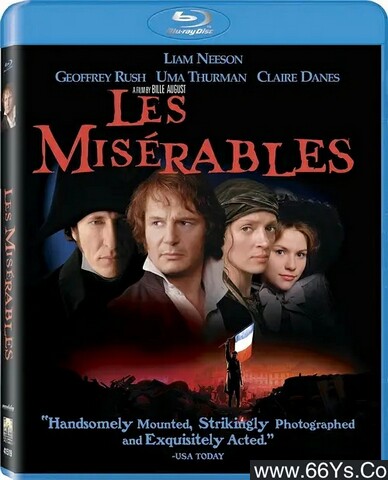 Blu-ray Disc
LIAM NEESON
GEOFFREY RUSH UMA THURMAN CLAIRE DANES
A FILM BY BILLE AUGUST
LES
MISÉRABLES
LES MISÉRABLES
"Handsomely Mounted, Strikingly Photographed
and Exquisitely Acted."
-USA TODAY
www.66Ys.Co